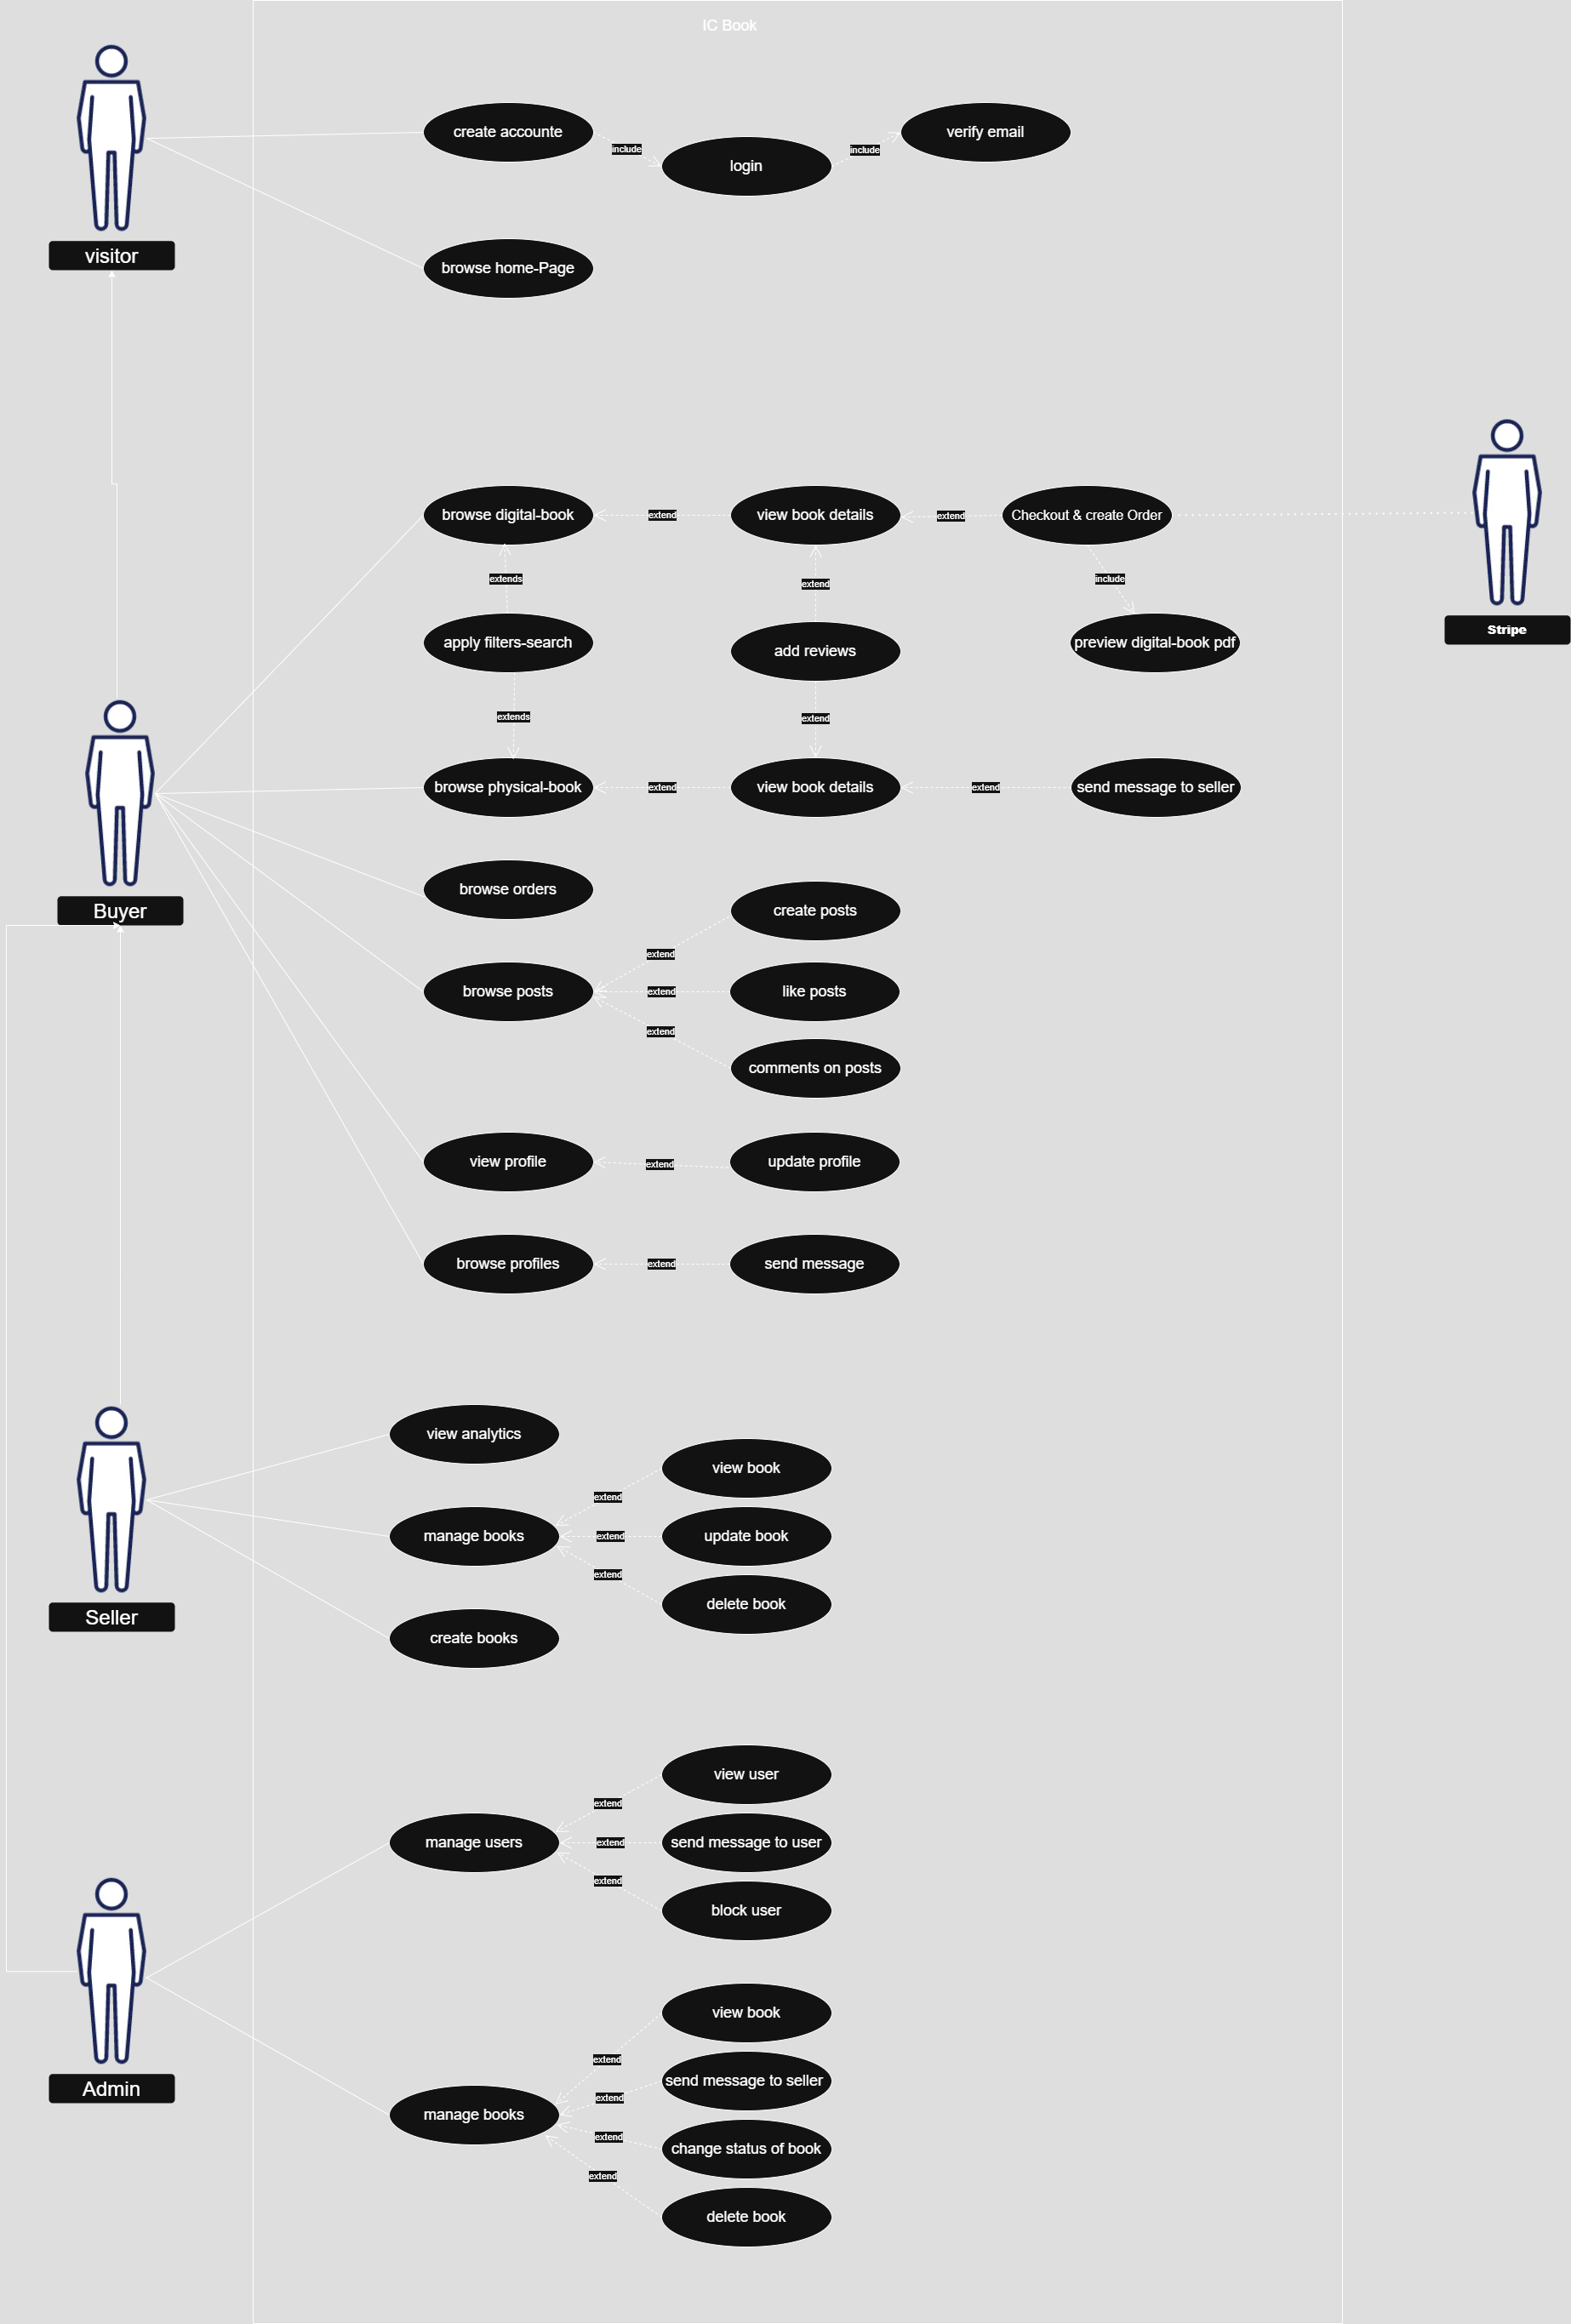 IC Book
create accounte
include
login
include
verify email
visitor
browse home-Page
browse digital-book
extend
view book details
extend
Checkout & create Order
extends
extend
include
apply filters-search
add reviews
preview digital-book pdf
Stripe
extends
extend
browse physical-book
extend
view book details
extend
send message to seller
Buyer
browse orders
create posts
extend
browse posts
extend
like posts
extend
comments on posts
view profile
extend
update profile
browse profiles
extend
send message
view analytics
view book
extend
manage books
extend
update book
extend
delete book
Seller
create books
view user
extend
manage users
extend
send message to user
extend
block user
view book
extend
Admin
send message to seller
extend
manage books
extend
change status of book
extend
delete book